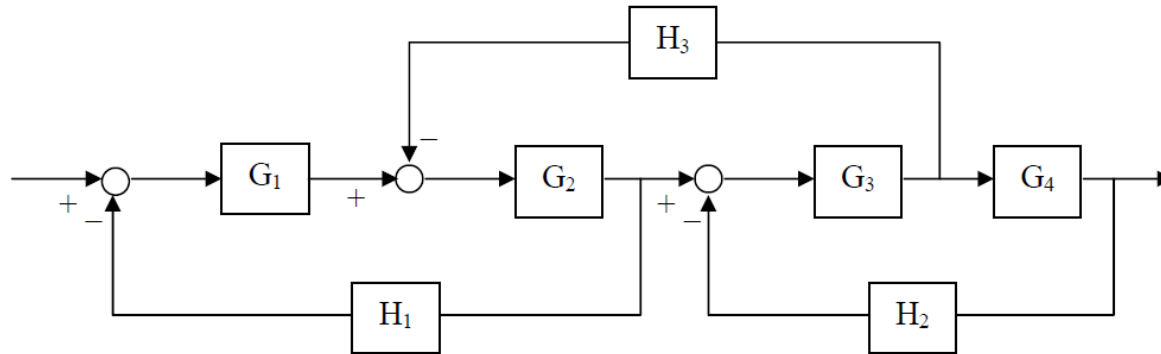 H₃
−
G₁ G₂ G₃ G₄
+ − + + −
H₁ H₂